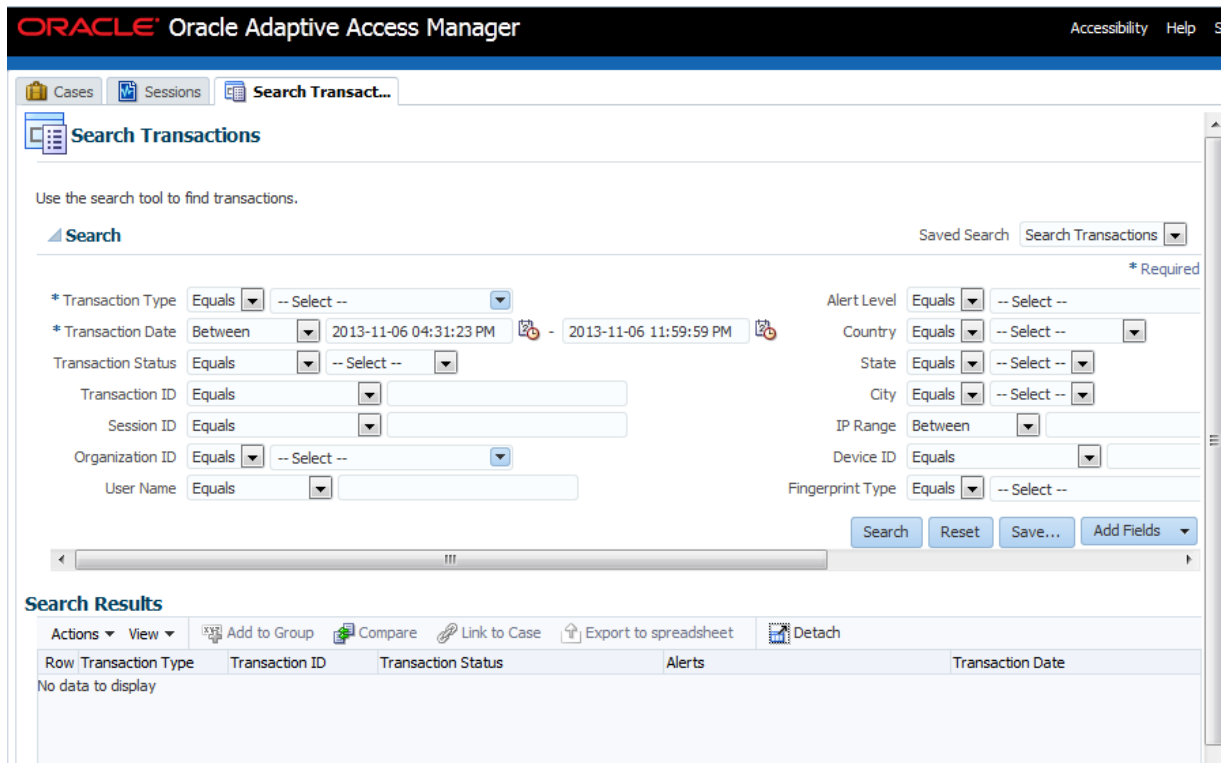 ORACLE Oracle Adaptive Access Manager Accessibility Help S
Cases Sessions Search Transact...
Search Transactions
Use the search tool to find transactions.
Search Saved Search Search Transactions
* Required
* Transaction Type Equals -- Select -- Alert Level Equals -- Select --
* Transaction Date Between 2013-11-06 04:31:23 PM - 2013-11-06 11:59:59 PM Country Equals -- Select --
Transaction Status Equals -- Select -- State Equals -- Select --
Transaction ID Equals City Equals -- Select --
Session ID Equals IP Range Between
Organization ID Equals -- Select -- Device ID Equals
User Name Equals Fingerprint Type Equals -- Select --
Search Reset Save... Add Fields
Search Results
Actions View Add to Group Compare Link to Case Export to spreadsheet Detach
Row Transaction Type Transaction ID Transaction Status Alerts Transaction Date
No data to display